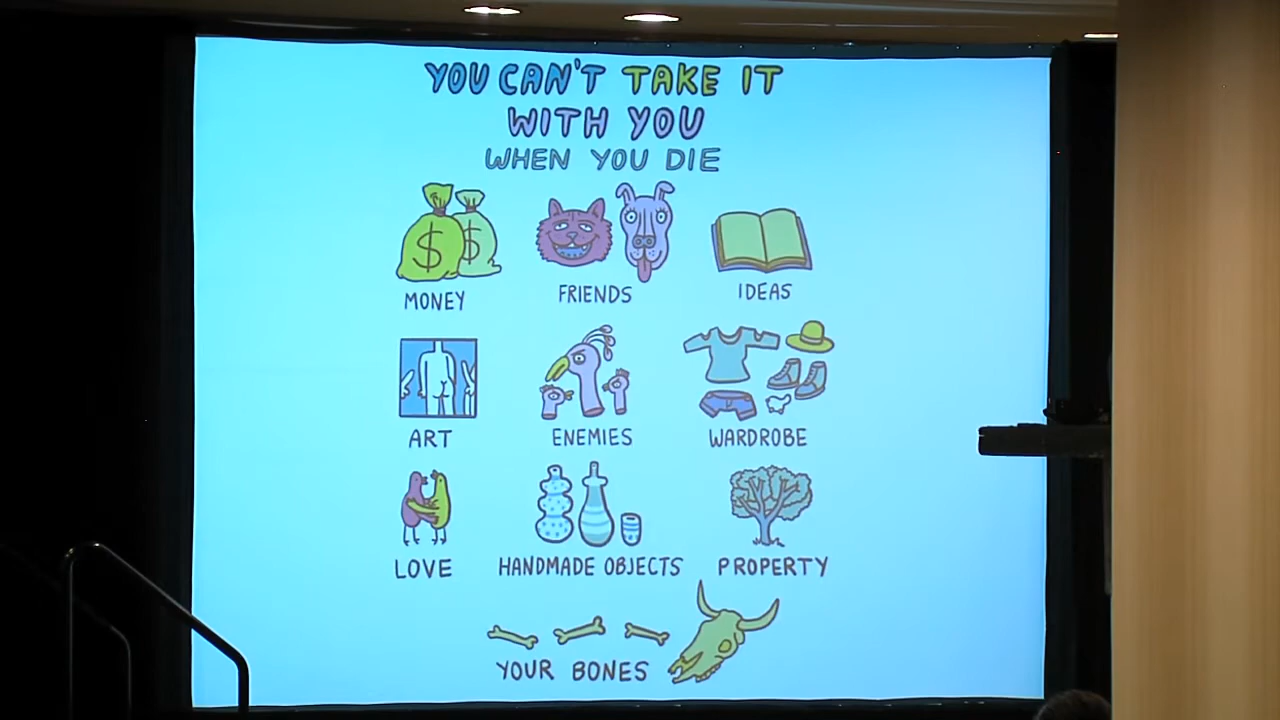 YOU CAN'T TAKE IT
WITH YOU
WHEN YOU DIE
$ $
MONEY
FRIENDS
IDEAS
ART
ENEMIES
WARDROBE
LOVE
HANDMADE OBJECTS
PROPERTY
YOUR BONES